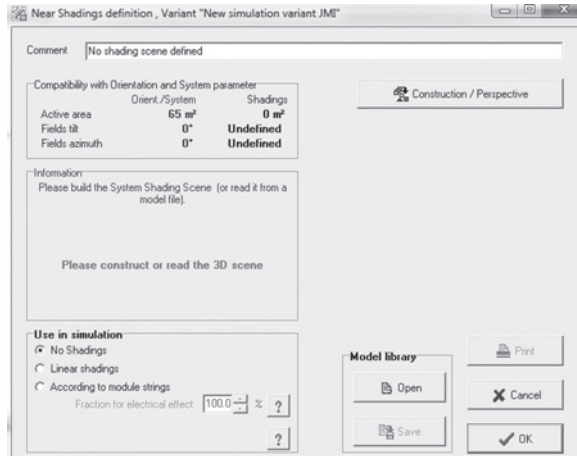 Near Shadings definition , Variant "New simulation variant JMI"
Comment No shading scene defined
Compatibility with Orientation and System parameter
Orient./System Shadings
Active area 65 m² 0 m²
Fields tilt 0° Undefined
Fields azimuth 0° Undefined
Construction / Perspective
Information
Please build the System Shading Scene (or read it from a
model file).
Please construct or read the 3D scene
Use in simulation
No Shadings
Linear shadings
According to module strings
Fraction for electrical effect 100.0 % ?
?
Model library
Open
Save
Print
Cancel
OK